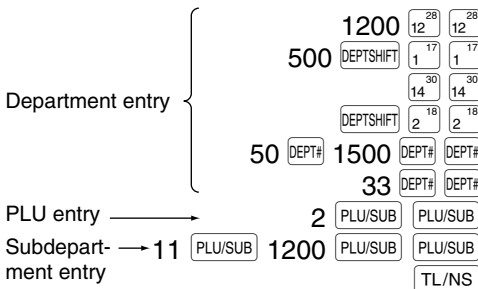 1200 12 28 12 28
500 DEPTSHIFT 1 17 1 17
14 30 14 30
Department entry
DEPTSHIFT 2 18 2 18
50 DEPT# 1500 DEPT# DEPT#
33 DEPT# DEPT#
PLU entry 2 PLU/SUB PLU/SUB
Subdepart- 11 PLU/SUB 1200 PLU/SUB PLU/SUB
ment entry
TL/NS